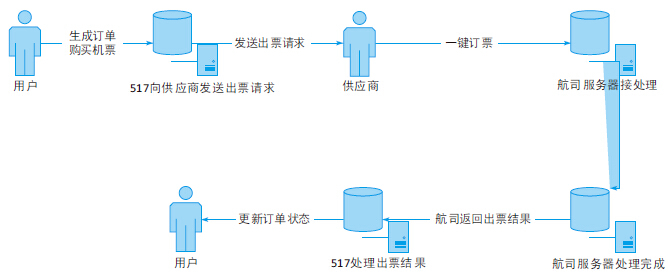 生成订单
购买机票
发送出票请求
一键订票
用户
517向供应商发送出票请求
供应商
航司服务器接处理
更新订单状态
航司返回出票结果
用户
517处理出票结果
航司服务器处理完成